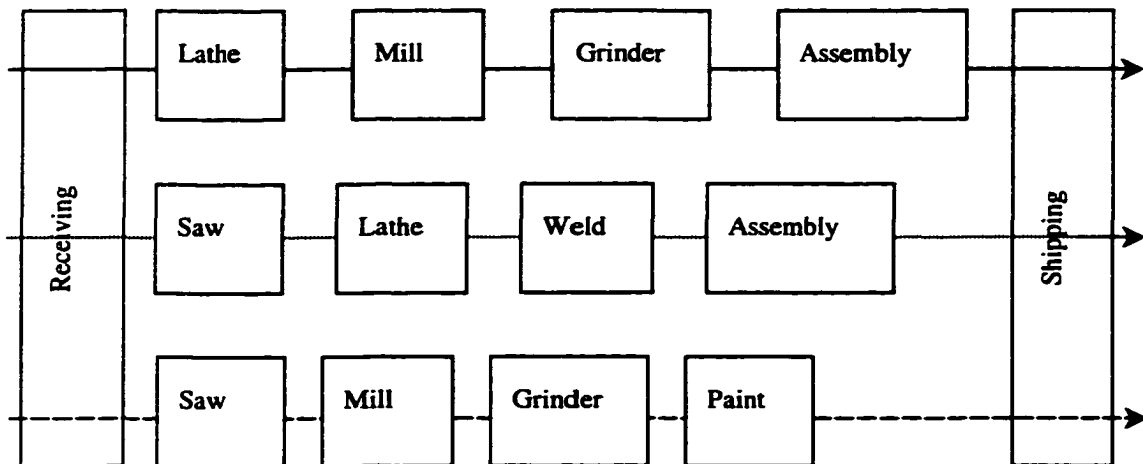 Lathe Mill Grinder Assembly
Receiving
Saw Lathe Weld Assembly
Shipping
Saw Mill Grinder Paint